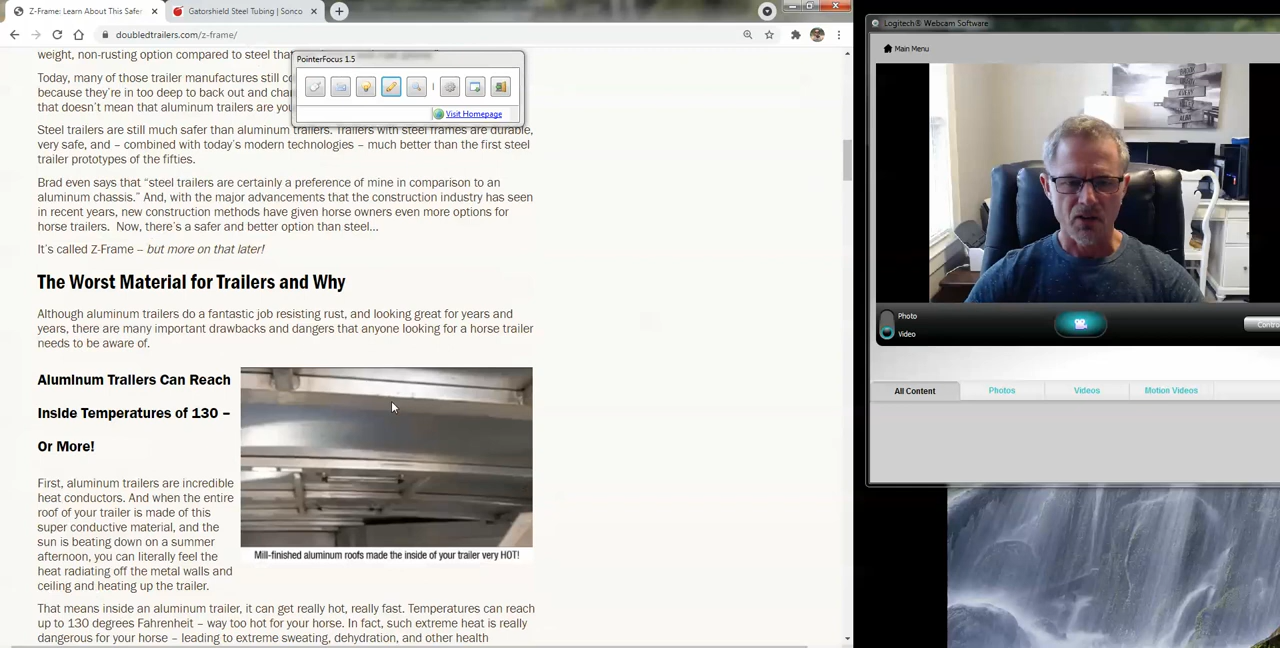 Z-Frame: Learn About This Safer
Gatorshield Steel Tubing | Sonco
doubledtrailers.com/z-frame/
weight, non-rusting option compared to steel that
PointerFocus 1.5
Visit Homepage
Today, many of those trailer manufactures still
because they're in too deep to back out and
that doesn't mean that aluminum trailers are
Steel trailers are still much safer than aluminum trailers. Trailers with steel frames are durable,
very safe, and – combined with today's modern technologies – much better than the first steel
trailer prototypes of the fifties.
Brad even says that “steel trailers are certainly a preference of mine in comparison to an
aluminum chassis.” And, with the major advancements that the construction industry has seen
in recent years, new construction methods have given horse owners even more options for
horse trailers. Now, there's a safer and better option than steel...
It's called Z-Frame – but more on that later!
The Worst Material for Trailers and Why
Although aluminum trailers do a fantastic job resisting rust, and looking great for years and
years, there are many important drawbacks and dangers that anyone looking for a horse trailer
needs to be aware of.
Aluminum Trailers Can Reach
Inside Temperatures of 130 –
Or More!
First, aluminum trailers are incredible
heat conductors. And when the entire
roof of your trailer is made of this
super conductive material, and the
sun is beating down on a summer
afternoon, you can literally feel the
heat radiating off the metal walls and
ceiling and heating up the trailer.
Mill-finished aluminum roofs made the inside of your trailer very HOT!
That means inside an aluminum trailer, it can get really hot, really fast. Temperatures can reach
up to 130 degrees Fahrenheit – way too hot for your horse. In fact, such extreme heat is really
dangerous for your horse – leading to extreme sweating, dehydration, and other health
Logitech® Webcam Software
Main Menu
Photo
Video
All Content
Photos
Videos
Motion Videos